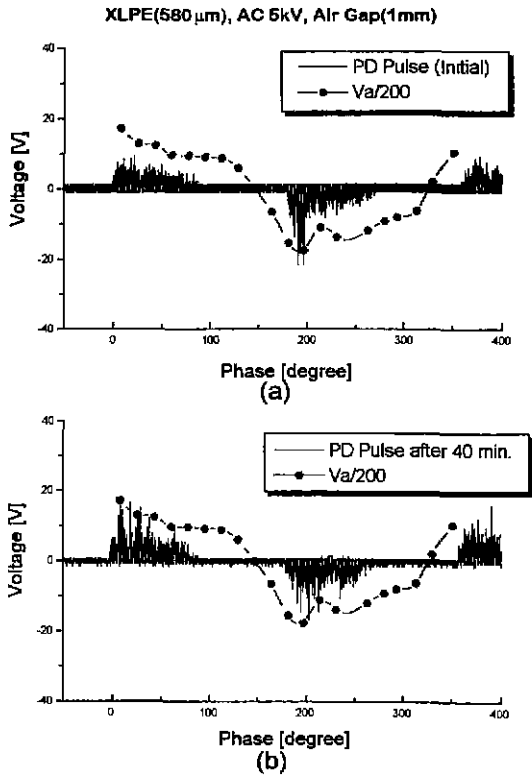 XLPE(580μm), AC 5kV, Air Gap(1mm)
(a)
PD Pulse (Initial)
Va/200
Voltage [V]
40
20
0
-20
-40
0 100 200 300 400
Phase [degree]
(a)
(b)
PD Pulse after 40 min.
Va/200
Voltage [V]
40
20
0
-20
-40
0 100 200 300 400
Phase [degree]
(b)